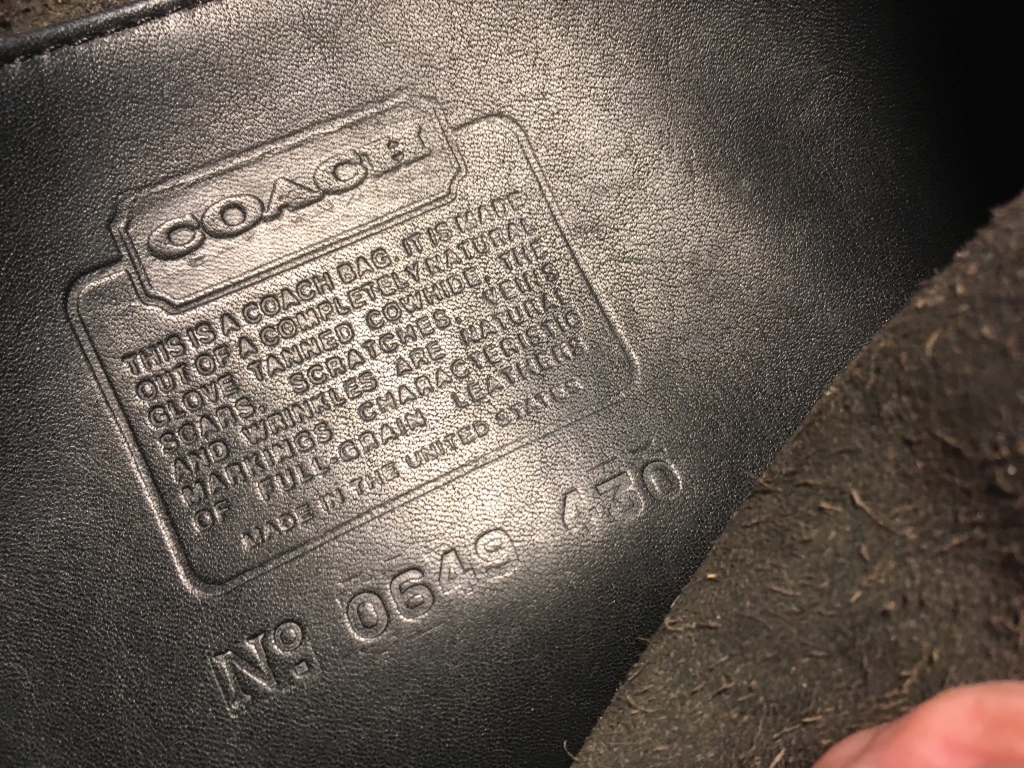 COACH
THIS IS A COACH BAG. IT IS MADE
OUT OF A COMPLETELY NATURAL
GLOVE TANNED COWHIDE, THE
SCARS, SCRATCHES, VEINS
AND WRINKLES ARE NATURAL
MARKINGS CHARACTERISTIC
OF FULL-GRAIN LEATHERS
MADE IN THE UNITED STATES
Nº 0649 430